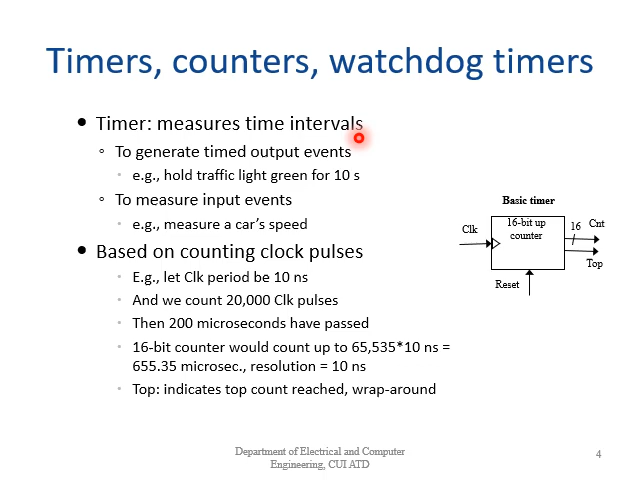 Timers, counters, watchdog timers
• Timer: measures time intervals
◦ To generate timed output events
• e.g., hold traffic light green for 10 s
◦ To measure input events
• e.g., measure a car's speed
• Based on counting clock pulses
• E.g., let Clk period be 10 ns
• And we count 20,000 Clk pulses
• Then 200 microseconds have passed
• 16-bit counter would count up to 65,535*10 ns =
655.35 microsec., resolution = 10 ns
• Top: indicates top count reached, wrap-around
Basic timer
Clk
16-bit up
counter
16 Cnt
Top
Reset
Department of Electrical and Computer
Engineering, CUI ATD
4